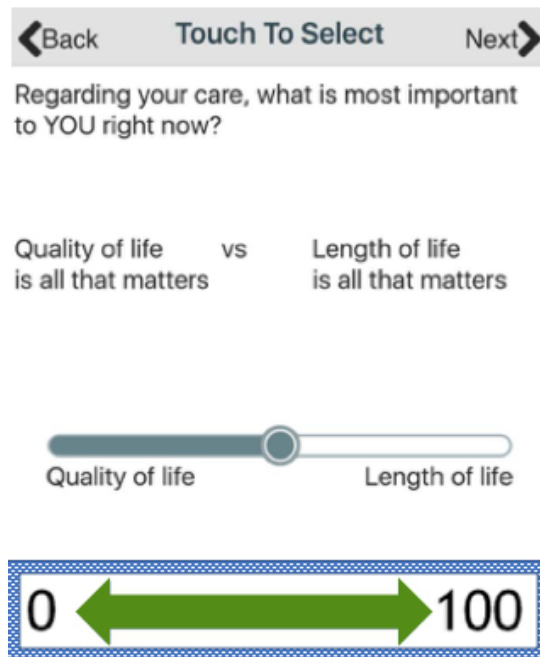 Back Touch To Select Next
Regarding your care, what is most important
to YOU right now?
Quality of life vs Length of life
is all that matters is all that matters
Quality of life Length of life
0 100